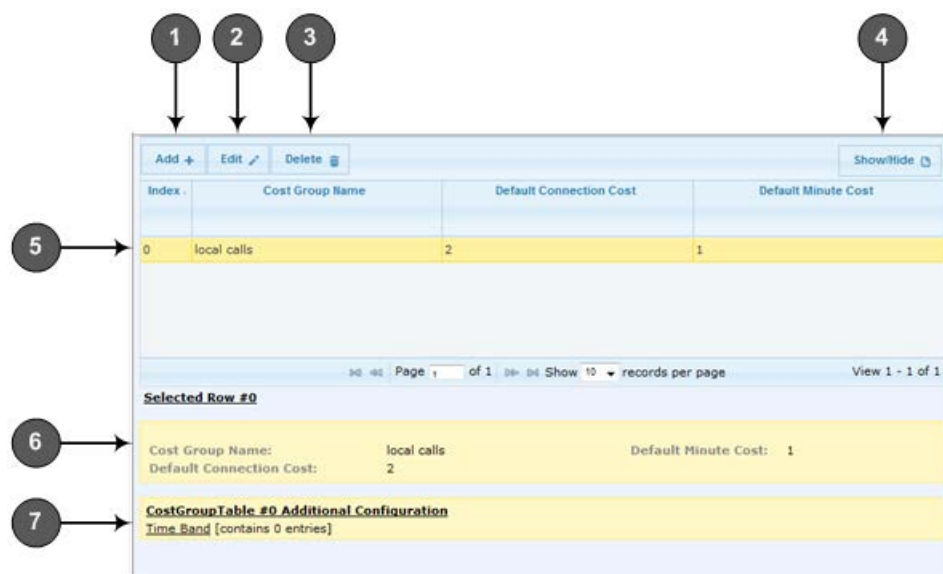 1 2 3 4
Add + Edit Delete Show/Hide
Index Cost Group Name Default Connection Cost Default Minute Cost
5
0 local calls 2 1
Page 1 of 1 Show 10 records per page View 1 - 1 of 1
Selected Row #0
6
Cost Group Name: local calls Default Minute Cost: 1
Default Connection Cost: 2
7
CostGroupTable #0 Additional Configuration
Time Band [contains 0 entries]